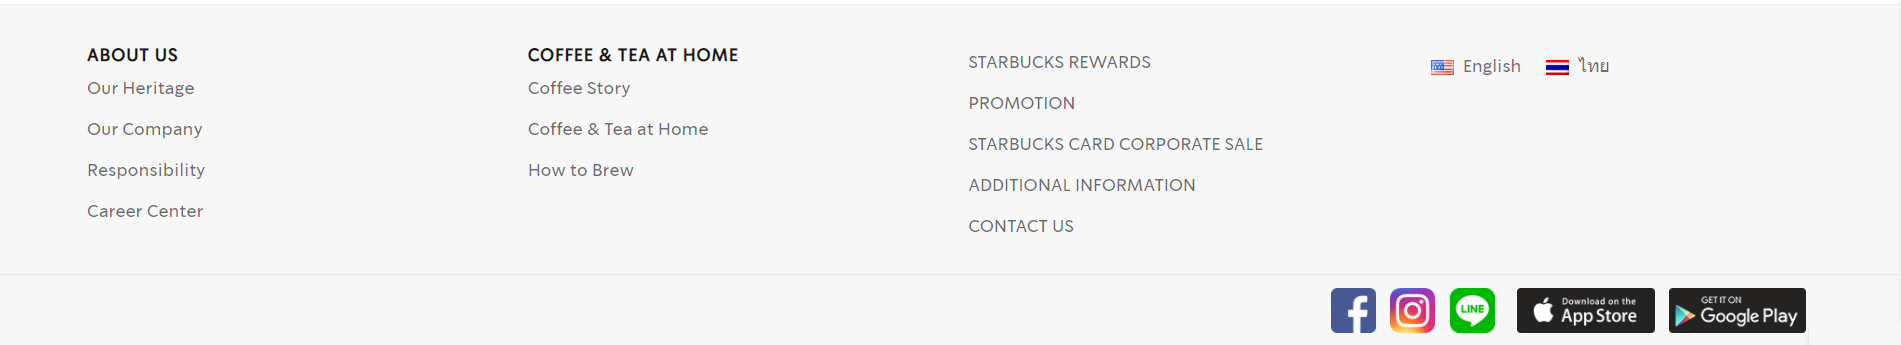 ABOUT US
Our Heritage
Our Company
Responsibility
Career Center
COFFEE & TEA AT HOME
Coffee Story
Coffee & Tea at Home
How to Brew
STARBUCKS REWARDS
PROMOTION
STARBUCKS CARD CORPORATE SALE
ADDITIONAL INFORMATION
CONTACT US
English ไทย
LINE
Download on the
App Store
GET IT ON
Google Play